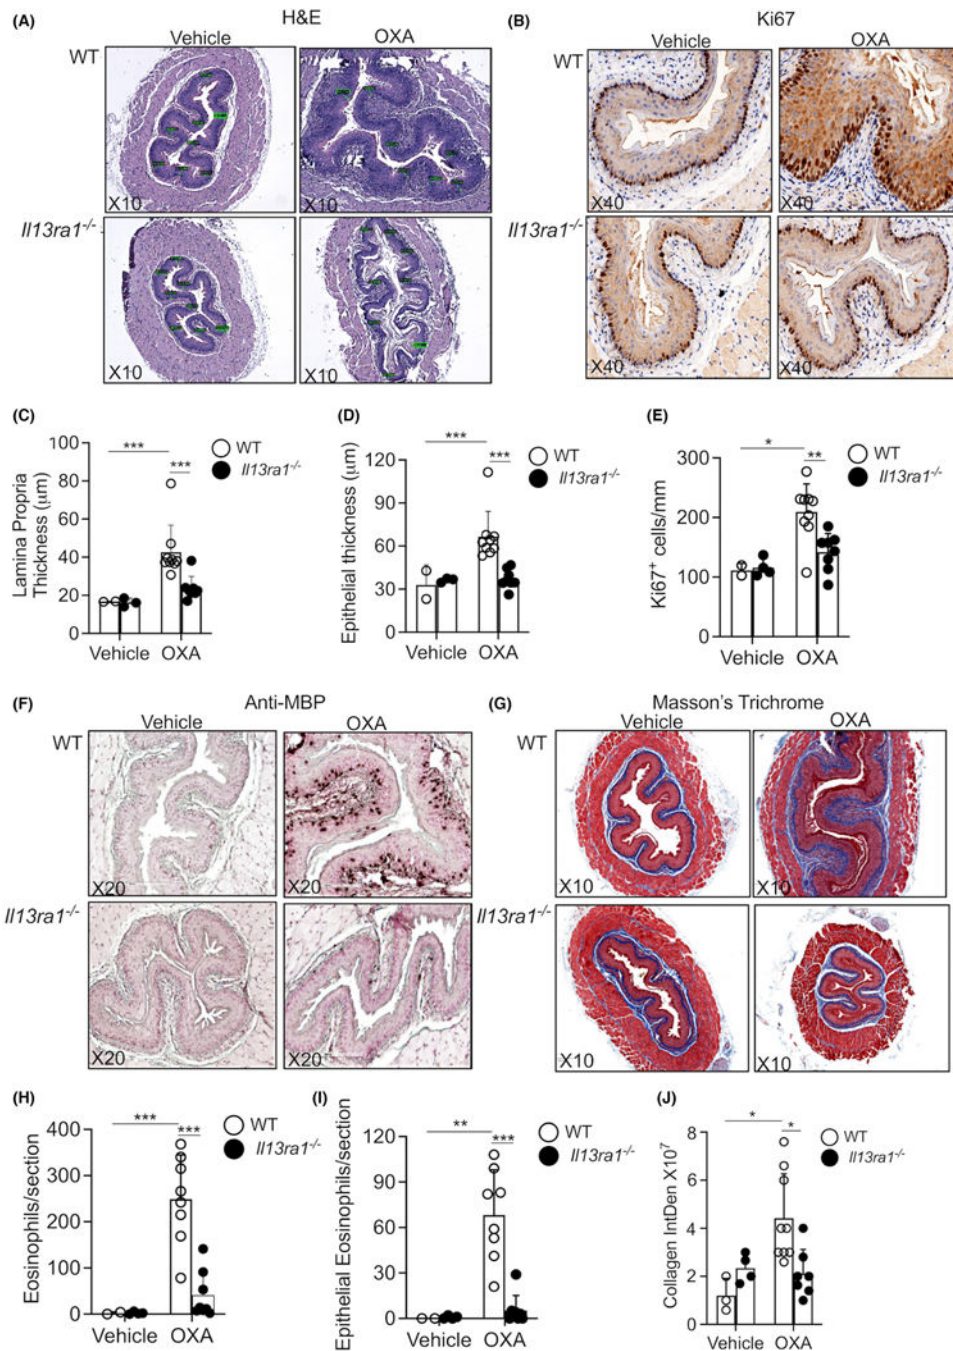 (A) H&E (B) Ki67
Vehicle OXA Vehicle OXA
WT WT
X10 X10 X40 X40
Il13ra1-/- Il13ra1-/-
X10 X10 X40 X40
(C) (D) (E)
*** *** * 
*** *** **
WT
Il13ra1-/-
WT
Il13ra1-/-
WT
Il13ra1-/-
Lamina Propria
Thickness (μm)
100
80
60
40
20
0
Vehicle OXA
Epithelial thickness (μm)
120
90
60
30
0
Vehicle OXA
Ki67+ cells/mm
300
200
100
0
Vehicle OXA
(F) Anti-MBP (G) Masson's Trichrome
Vehicle OXA Vehicle OXA
WT WT
X20 X20 X10 X10
Il13ra1-/- Il13ra1-/-
X20 X20 X10 X10
(H) (I) (J)
*** ** *
*** *** *
WT
Il13ra1-/-
WT
Il13ra1-/-
WT
Il13ra1-/-
Eosinophils/section
400
300
200
100
0
Vehicle OXA
Epithelial Eosinophils/section
120
90
60
30
0
Vehicle OXA
Collagen IntDen X10⁷
8
6
4
2
0
Vehicle OXA